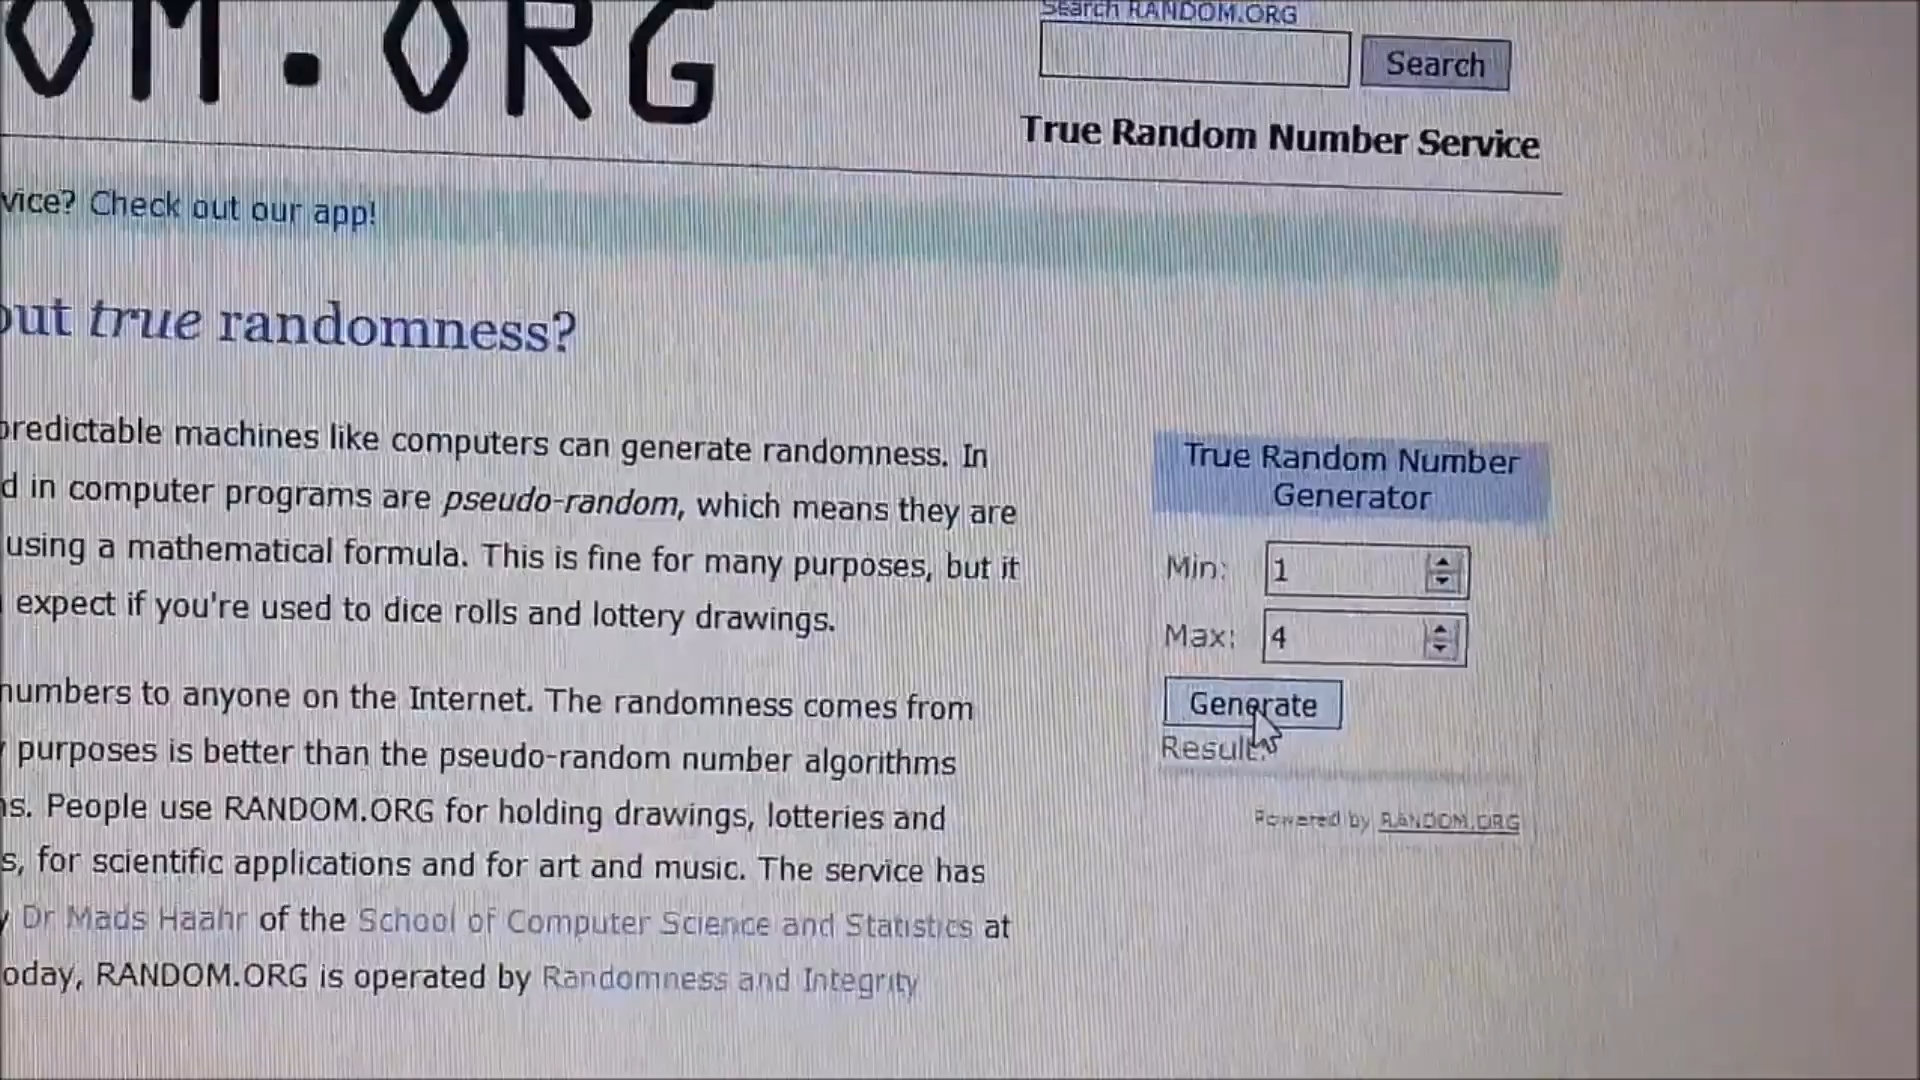 OM.ORG
Search RANDOM.ORG
Search
True Random Number Service
vice? Check out our app!
out true randomness?
predictable machines like computers can generate randomness. In
d in computer programs are pseudo-random, which means they are
using a mathematical formula. This is fine for many purposes, but it
expect if you're used to dice rolls and lottery drawings.
numbers to anyone on the Internet. The randomness comes from
purposes is better than the pseudo-random number algorithms
s. People use RANDOM.ORG for holding drawings, lotteries and
s, for scientific applications and for art and music. The service has
y Dr Mads Haahr of the School of Computer Science and Statistics at
oday, RANDOM.ORG is operated by Randomness and Integrity
True Random Number
Generator
Min: 1
Max: 4
Generate
Result:
Powered by RANDOM.ORG